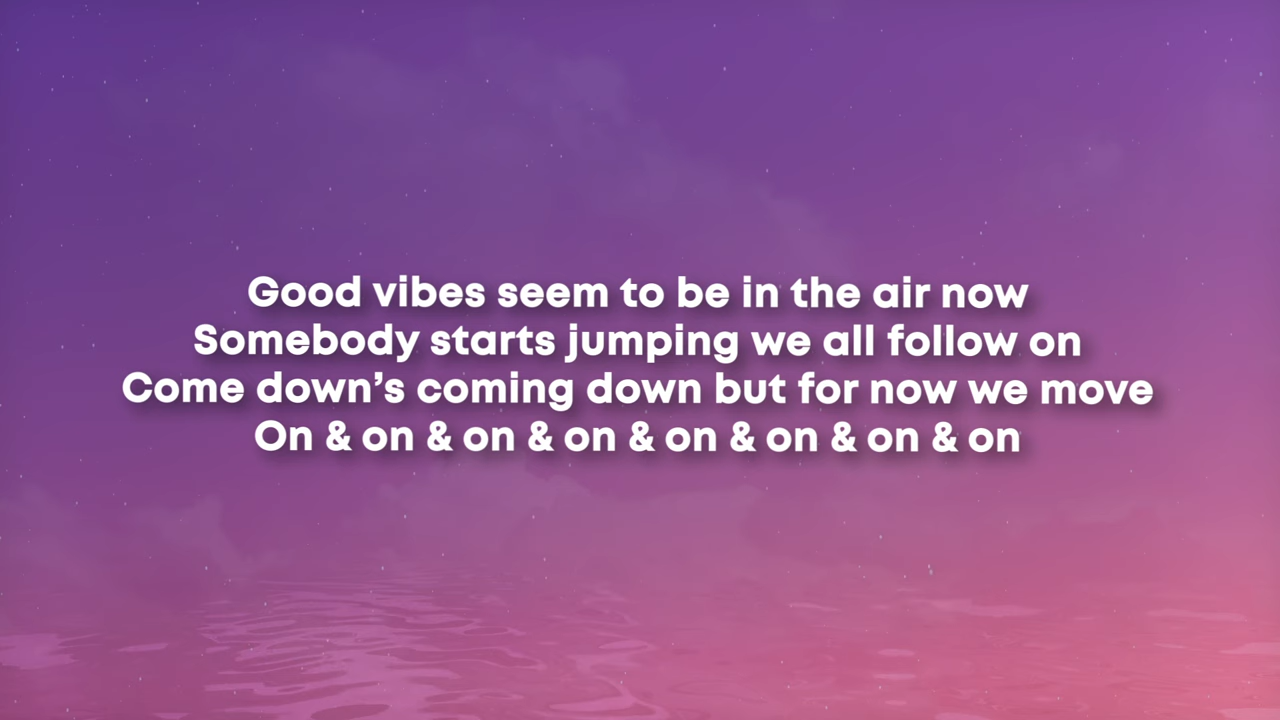 Good vibes seem to be in the air now
Somebody starts jumping we all follow on
Come down’s coming down but for now we move
On & on & on & on & on & on & on & on